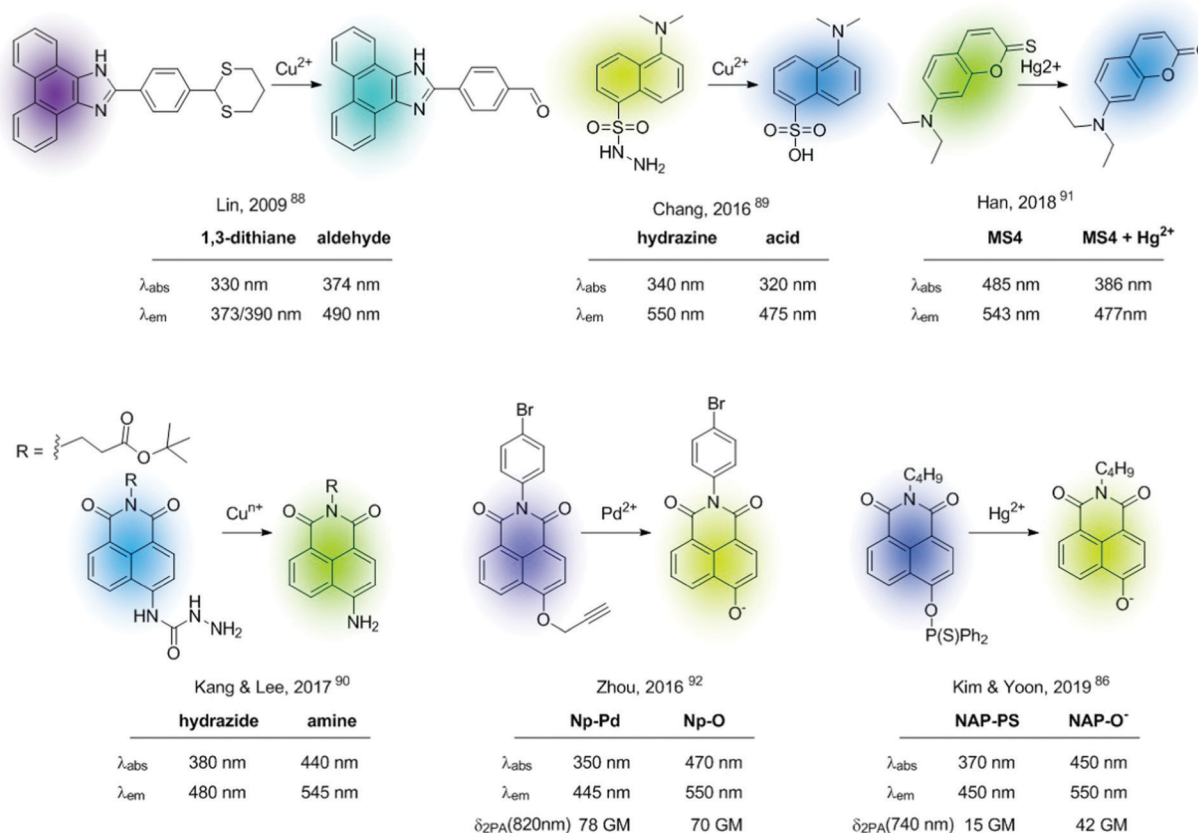 H
N
N
S
S
Cu²⁺
H
N
N
O
N
O=S=O
HN
NH₂
Cu²⁺
N
O=S=O
OH
S
O
N
Hg2+
O
N
Lin, 2009 ⁸⁸
1,3-dithiane aldehyde
λabs 330 nm 374 nm
λem 373/390 nm 490 nm
Chang, 2016 ⁸⁹
hydrazine acid
λabs 340 nm 320 nm
λem 550 nm 475 nm
Han, 2018 ⁹¹
MS4 MS4 + Hg²⁺
λabs 485 nm 386 nm
λem 543 nm 477nm
R =
O
O
R
O N O
HN
H
N
NH₂
O
Cuⁿ⁺
R
O N O
NH₂
Br
O N O
O
Pd²⁺
Br
O N O
O⁻
C₄H₉
O N O
O
P(S)Ph₂
Hg²⁺
C₄H₉
O N O
O⁻
Kang & Lee, 2017 ⁹⁰
hydrazide amine
λabs 380 nm 440 nm
λem 480 nm 545 nm
Zhou, 2016 ⁹²
Np-Pd Np-O
λabs 350 nm 470 nm
λem 445 nm 550 nm
δ2PA(820nm) 78 GM 70 GM
Kim & Yoon, 2019 ⁸⁶
NAP-PS NAP-O⁻
λabs 370 nm 450 nm
λem 450 nm 550 nm
δ2PA(740 nm) 15 GM 42 GM